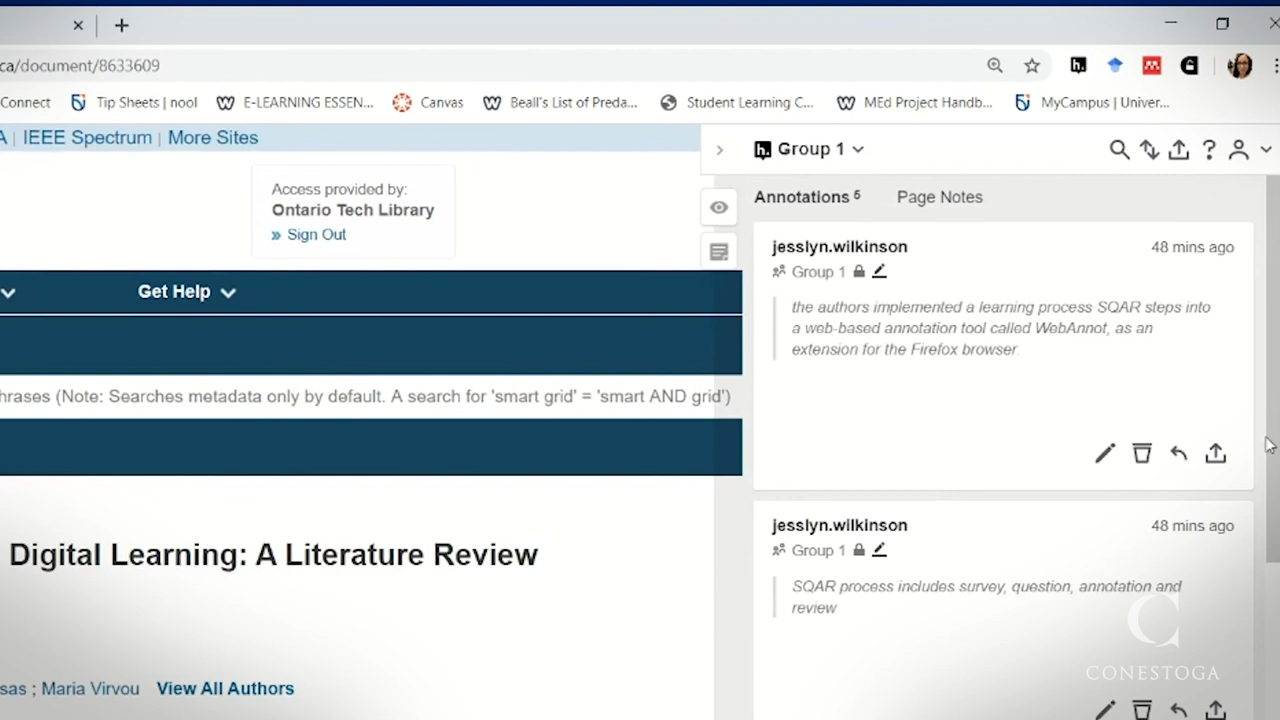 ca/document/8633609
Connect Tip Sheets | nool E-LEARNING ESSEN... Canvas Beall's List of Preda... Student Learning C... MEd Project Handb... MyCampus | Univer...
A | IEEE Spectrum | More Sites
Access provided by:
Ontario Tech Library
» Sign Out
Get Help
hrases (Note: Searches metadata only by default. A search for 'smart grid' = 'smart AND grid')
Digital Learning: A Literature Review
sas ; Maria Virvou View All Authors
h. Group 1
Annotations 5 Page Notes
jesslyn.wilkinson 48 mins ago
Group 1
the authors implemented a learning process SQAR steps into
a web-based annotation tool called WebAnnot, as an
extension for the Firefox browser.
jesslyn.wilkinson 48 mins ago
Group 1
SQAR process includes survey, question, annotation and
review
CONESTOGA